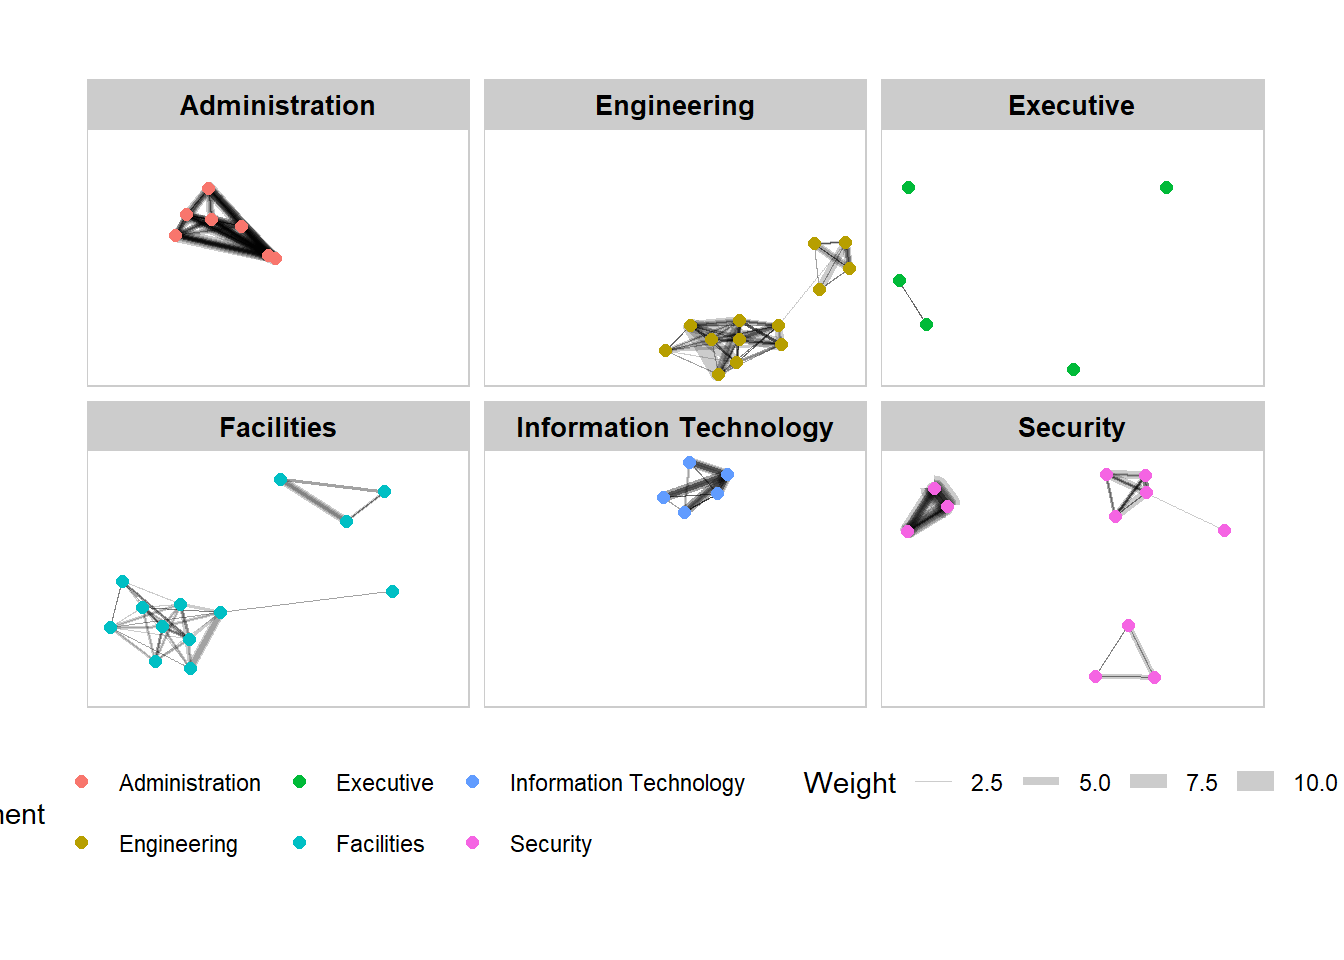 Administration
Engineering
Executive
Facilities
Information Technology
Security
Administration Executive Information Technology Weight 2.5 5.0 7.5 10.0
Engineering Facilities Security